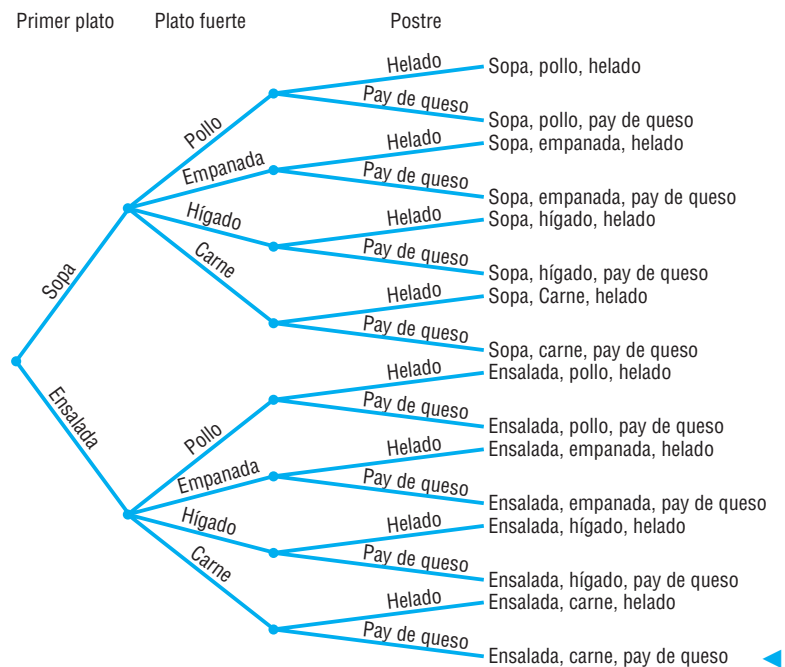 Primer plato Plato fuerte Postre
Helado
Sopa, pollo, helado
Pollo
Pay de queso
Sopa, pollo, pay de queso
Helado
Sopa, empanada, helado
Empanada
Pay de queso
Sopa, empanada, pay de queso
Helado
Sopa, hígado, helado
Hígado
Pay de queso
Sopa, hígado, pay de queso
Carne
Helado
Sopa, Carne, helado
Sopa
Pay de queso
Sopa, carne, pay de queso
Helado
Ensalada, pollo, helado
Ensalada
Pollo
Pay de queso
Ensalada, pollo, pay de queso
Helado
Ensalada, empanada, helado
Empanada
Pay de queso
Ensalada, empanada, pay de queso
Helado
Ensalada, hígado, helado
Hígado
Pay de queso
Ensalada, hígado, pay de queso
Carne
Helado
Ensalada, carne, helado
Pay de queso
Ensalada, carne, pay de queso